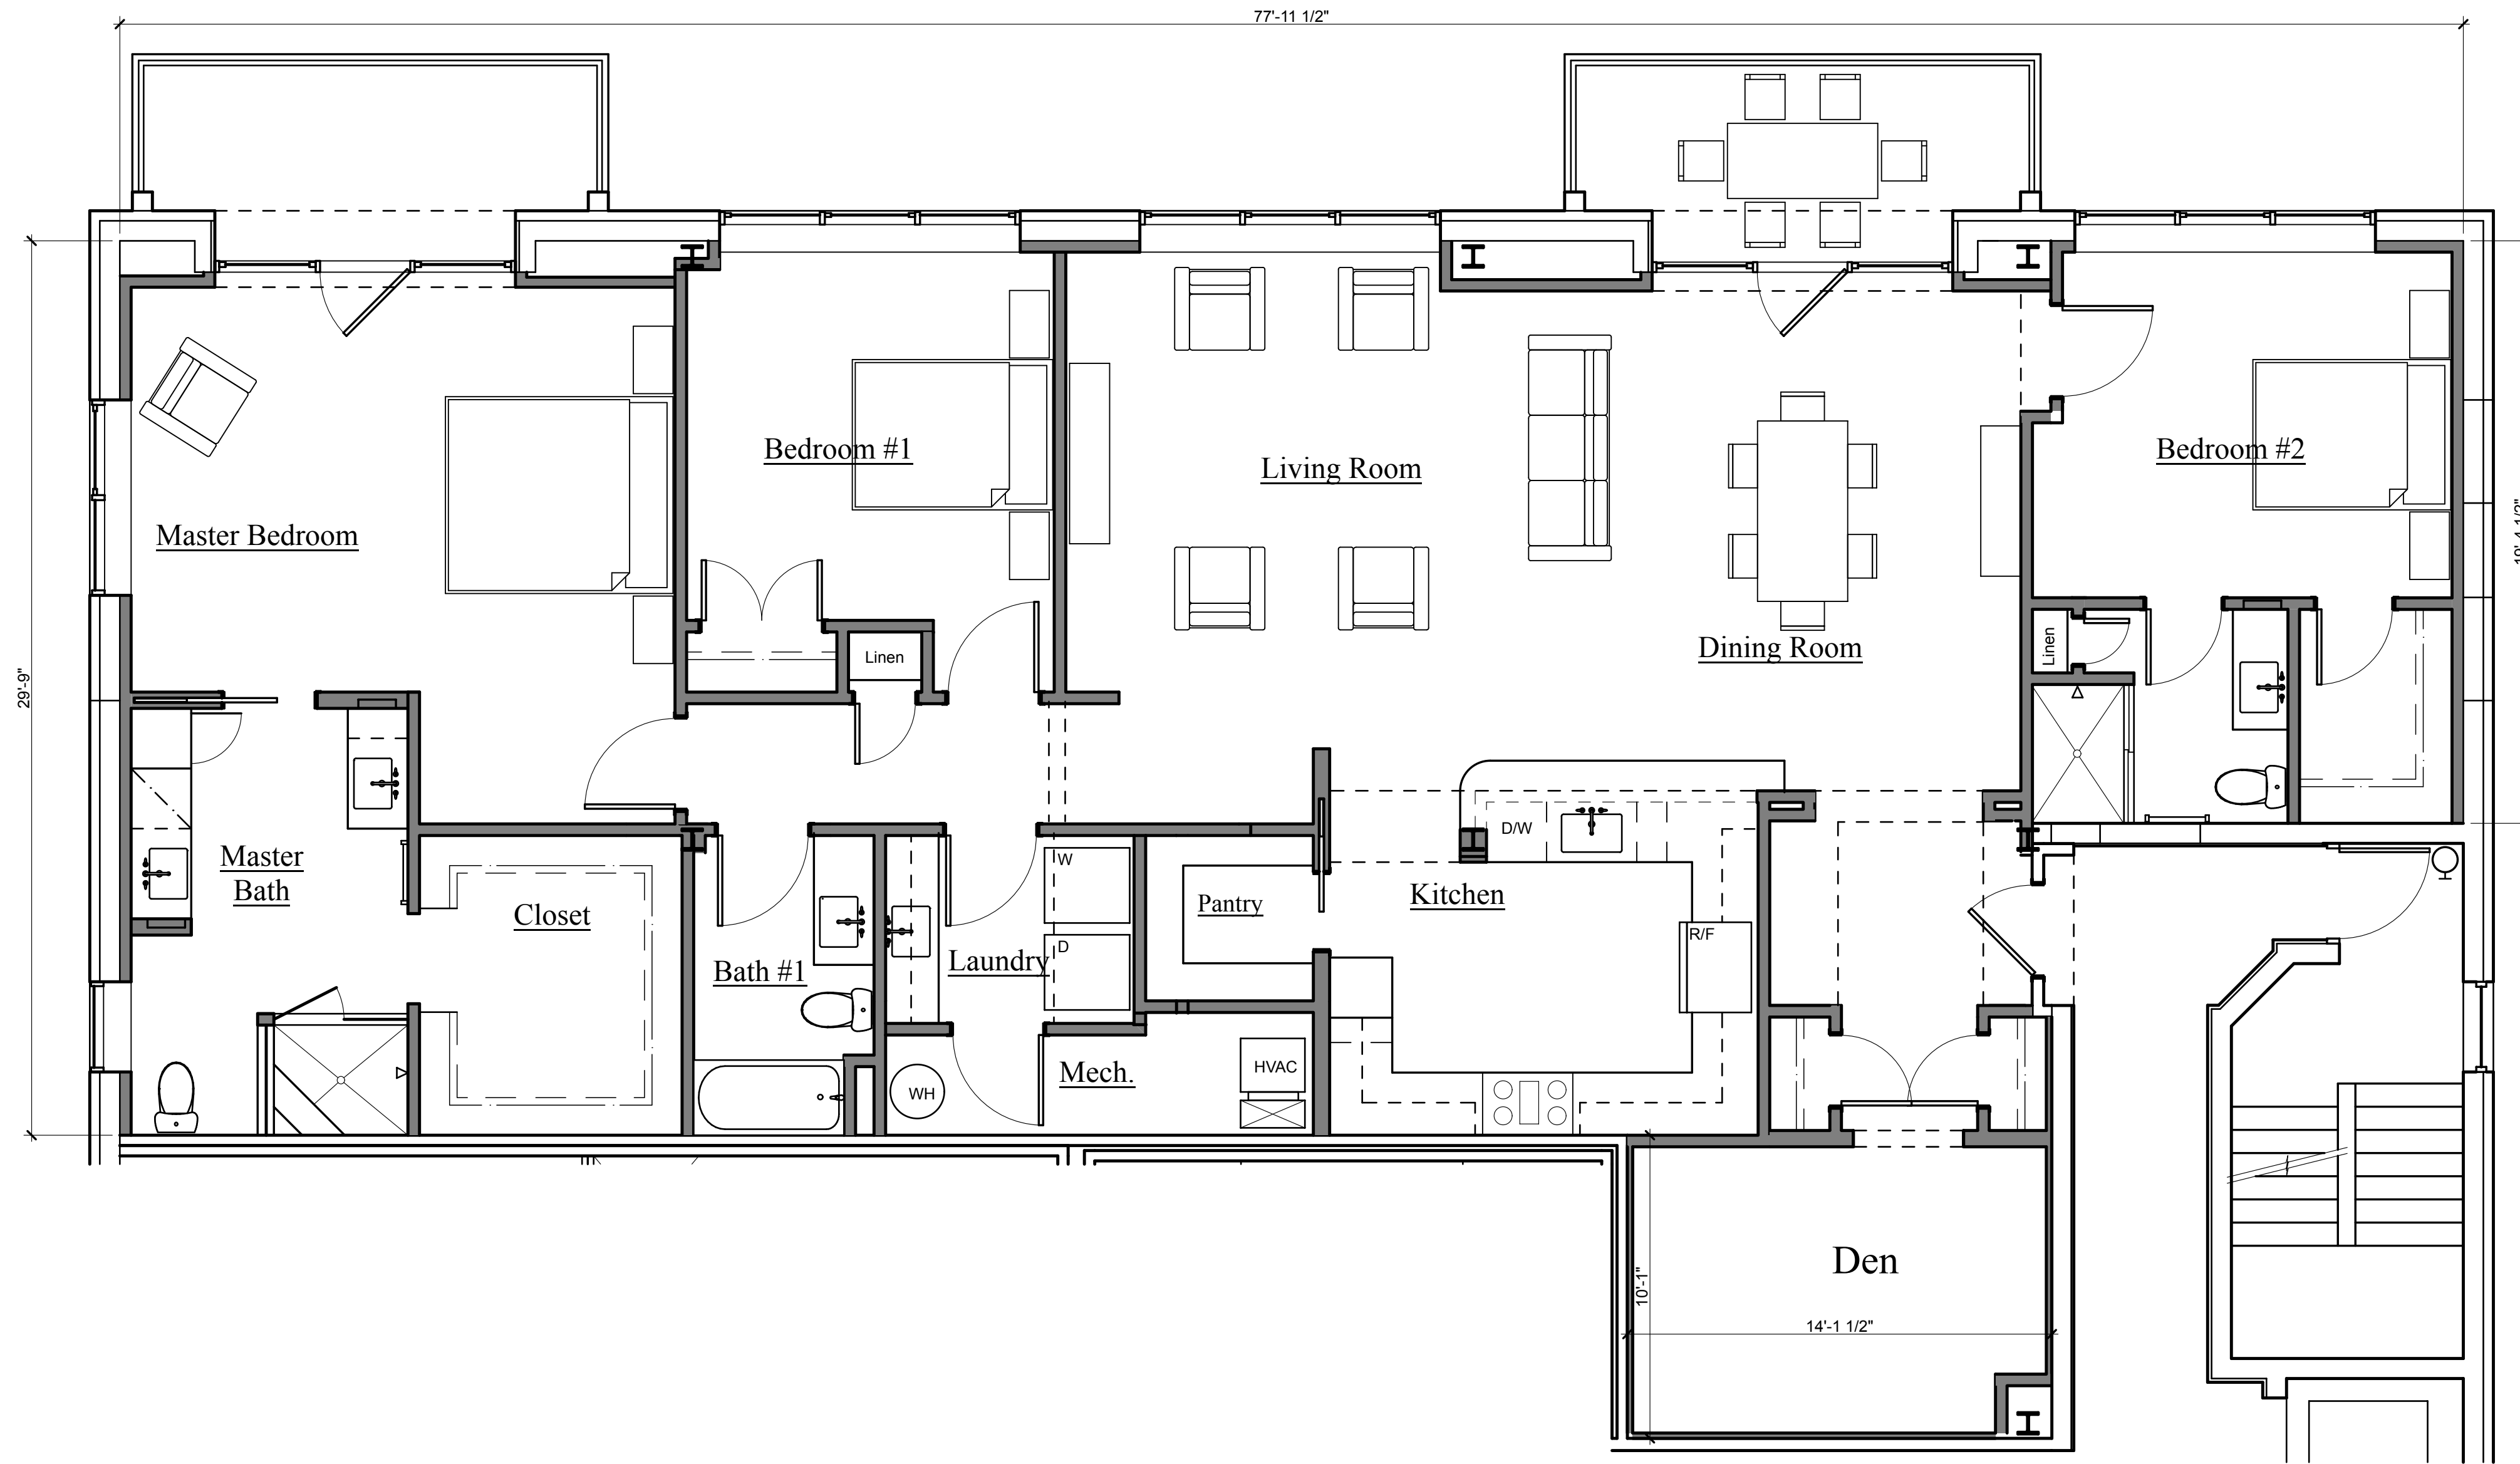 77'-11 1/2"
Bedroom #1
Living Room
Bedroom #2
Master Bedroom
29'-9"
Linen
Dining Room
Linen
D/W
W
Master
Bath
Closet
Pantry
Kitchen
R/F
D
Bath #1
Laundry
Mech.
HVAC
WH
Den
10'-1"
14'-1 1/2"